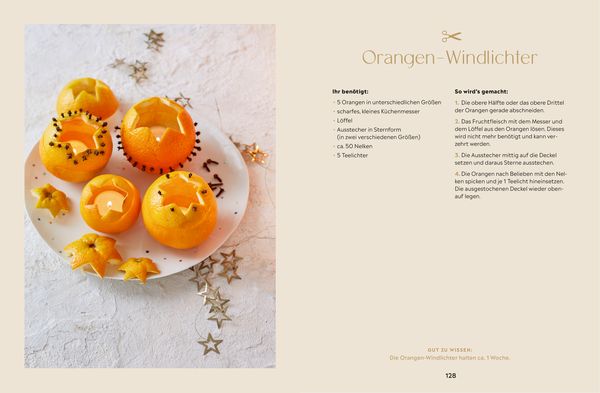 Orangen-Windlichter
Ihr benötigt:
· 5 Orangen in unterschiedlichen Größen
· scharfes, kleines Küchenmesser
· Löffel
· Ausstecher in Sternform
(in zwei verschiedenen Größen)
· ca. 50 Nelken
· 5 Teelichter
So wird's gemacht:
1. Die obere Hälfte oder das obere Drittel
der Orangen gerade abschneiden.
2. Das Fruchtfleisch mit dem Messer und
dem Löffel aus den Orangen lösen. Dieses
wird nicht mehr benötigt und kann ver-
zehrt werden.
3. Die Ausstecher mittig auf die Deckel
setzen und daraus Sterne ausstechen.
4. Die Orangen nach Belieben mit den Nel-
ken spicken und je 1 Teelicht hineinsetzen.
Die ausgestochenen Deckel wieder oben-
auf legen.
GUT ZU WISSEN:
Die Orangen-Windlichter halten ca. 1 Woche.
128